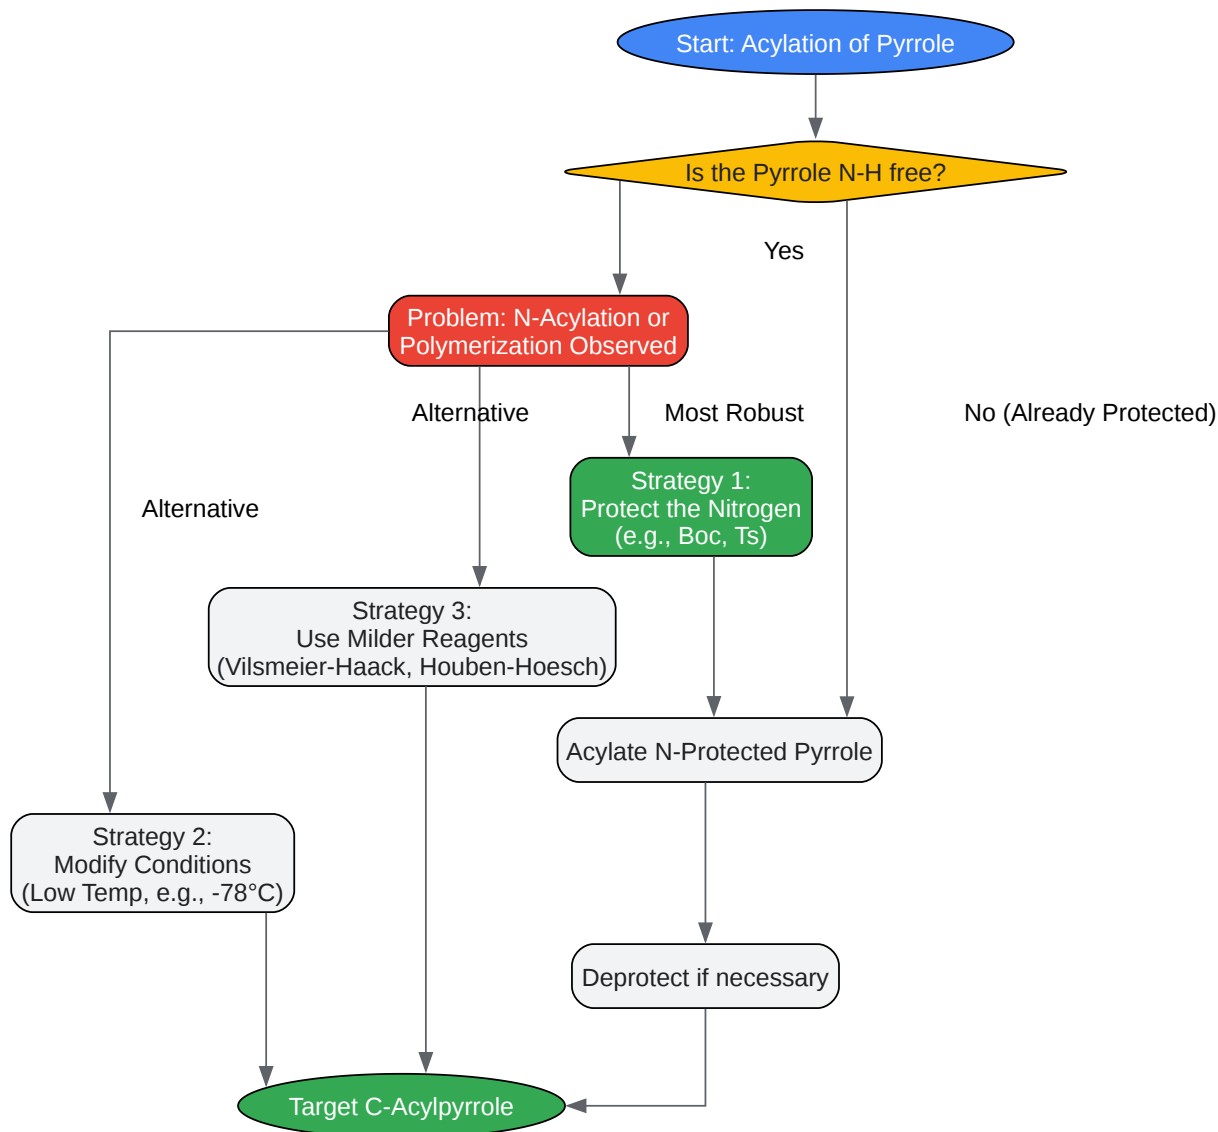 Start: Acylation of Pyrrole
Is the Pyrrole N-H free?
Yes
Problem: N-Acylation or
Polymerization Observed
Alternative
Most Robust
No (Already Protected)
Strategy 1:
Protect the Nitrogen
(e.g., Boc, Ts)
Alternative
Strategy 3:
Use Milder Reagents
(Vilsmeier-Haack, Houben-Hoesch)
Acylate N-Protected Pyrrole
Strategy 2:
Modify Conditions
(Low Temp, e.g., -78°C)
Deprotect if necessary
Target C-Acylpyrrole